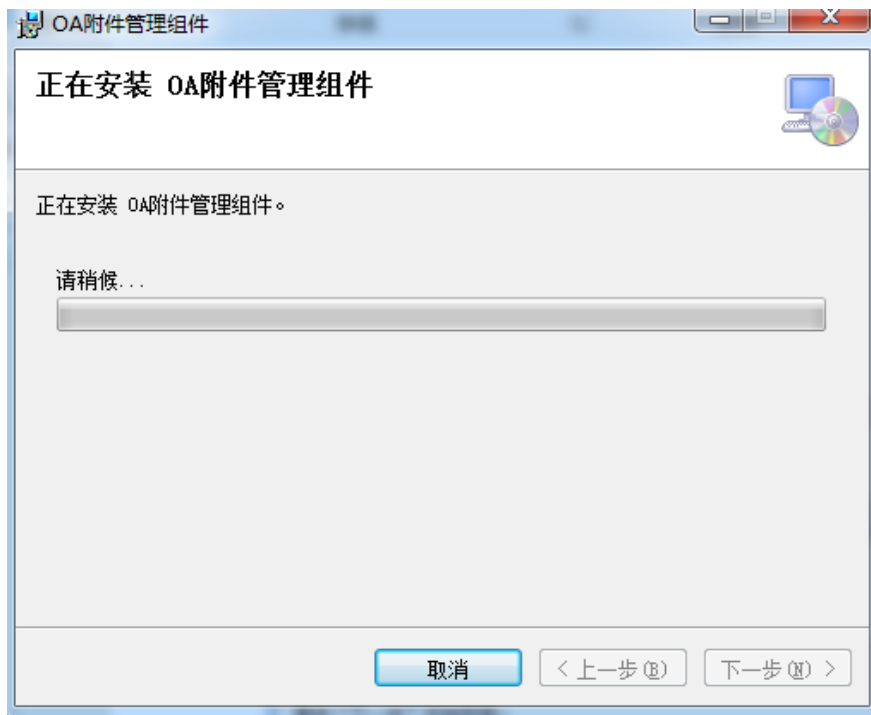 OA附件管理组件
正在安装 OA附件管理组件
正在安装 OA附件管理组件。
请稍候...
取消
< 上一步(B)
下一步(N) >